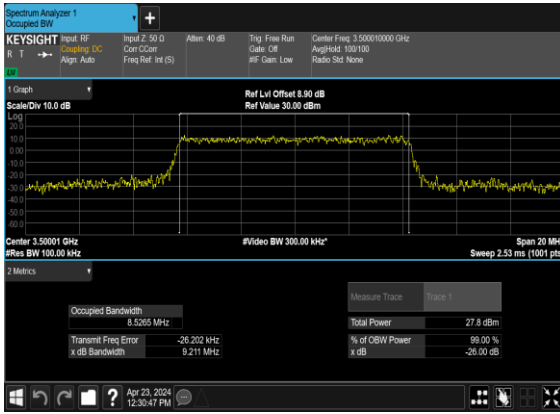 Spectrum Analyzer 1
Occupied BW
KEYSIGHT
R T
Input: RF
Coupling: DC
Align: Auto
Input Z: 50 Ω
Corr CCorr
Freq Ref: Int (S)
Atten: 40 dB
Trig: Free Run
Gate: Off
#IF Gain: Low
Center Freq: 3.500010000 GHz
Avg|Hold: 100/100
Radio Std: None
1 Graph
Scale/Div 10.0 dB
Ref Lvl Offset 8.90 dB
Ref Value 30.00 dBm
Log
20.0
10.0
0.00
-10.0
-20.0
-30.0
-40.0
-50.0
-60.0
Center 3.50001 GHz
#Res BW 100.00 kHz
#Video BW 300.00 kHz*
Span 20 MH
Sweep 2.53 ms (1001 pts
2 Metrics
Measure Trace
Trace 1
Occupied Bandwidth
8.5265 MHz
Total Power
27.8 dBm
Transmit Freq Error
-26.202 kHz
% of OBW Power
99.00 %
x dB Bandwidth
9.211 MHz
x dB
-26.00 dB
?
Apr 23, 2024
12:30:47 PM